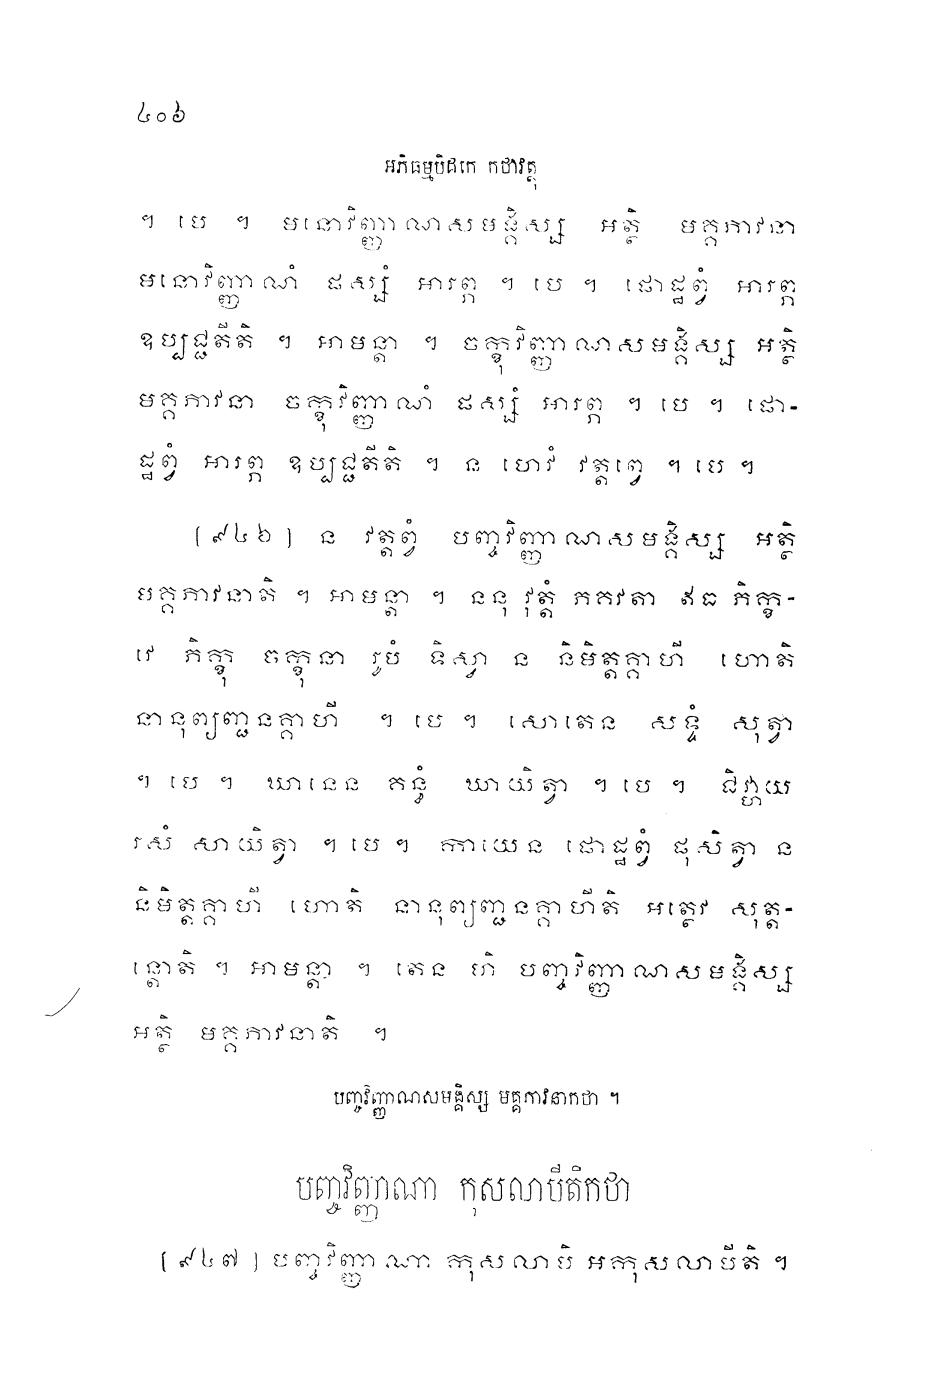 ៤០៦
អភិធម្មបិដកេ កថាវត្ថុ
។ បេ ។ មនោវិញ្ញាណសមង្គិស្ស អត្ថិ មគ្គភាវនា
មនោវិញ្ញាណំ ផស្សំ អារព្ភ ។ បេ ។ ផោដ្ឋព្វំ អារព្ភ
ឧប្បជ្ជតីតិ ។ អាមន្តា ។ ចក្ខុវិញ្ញាណសមង្គិស្ស អត្ថិ
មគ្គភាវនា ចក្ខុវិញ្ញាណំ ផស្សំ អារព្ភ ។ បេ ។ ផោ-
ដ្ឋព្វំ អារព្ភ ឧប្បជ្ជតីតិ ។ ន ហេវំ វត្តព្វេ ។ បេ ។
(៩៤៦) ន វត្តព្វំ បញ្ចវិញ្ញាណសមង្គិស្ស អត្ថិ
មគ្គភាវនាតិ ។ អាមន្តា ។ ននុ វុត្តំ ភគវតា ឥធ ភិក្ខ-
វេ ភិក្ខុ ចក្ខុនា រូបំ ទិស្វា ន និមិត្តគ្គាហី ហោតិ
នានុព្យញ្ជនគ្គាហី ។ បេ ។ សោតេន សទ្ទំ សុត្វា
។ បេ ។ ឃានេន គន្ធំ ឃាយិត្វា ។ បេ ។ ជិវ្ហាយ
រសំ សាយិត្វា ។ បេ ។ កាយេន ផោដ្ឋព្វំ ផុសិត្វា ន
និមិត្តគ្គាហី ហោតិ នានុព្យញ្ជនគ្គាហីតិ អត្ថេវ សុត្ត-
ន្តោតិ ។ អាមន្តា ។ តេន ហិ បញ្ចវិញ្ញាណសមង្គិស្ស
អត្ថិ មគ្គភាវនាតិ ។
បញ្ចវិញ្ញាណសមង្គិស្ស មគ្គភាវនាកថា ។
បញ្ចវិញ្ញាណា កុសលាបីតិកថា
(៩៤៧) បញ្ចវិញ្ញាណា កុសលាបិ អកុសលាបីតិ ។